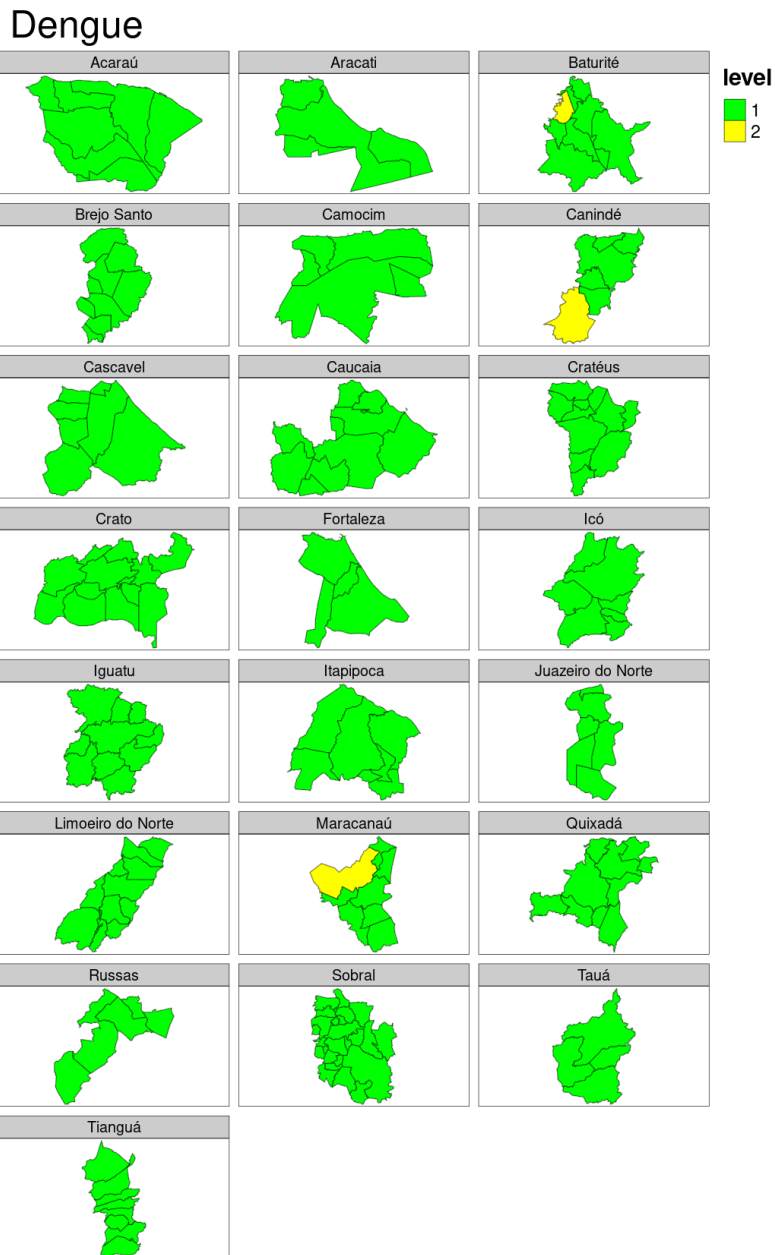 Dengue
Acaraú
Aracati
Baturité
level
1
2
Brejo Santo
Camocim
Canindé
Cascavel
Caucaia
Cratéus
Crato
Fortaleza
Icó
Iguatu
Itapipoca
Juazeiro do Norte
Limoeiro do Norte
Maracanaú
Quixadá
Russas
Sobral
Tauá
Tianguá